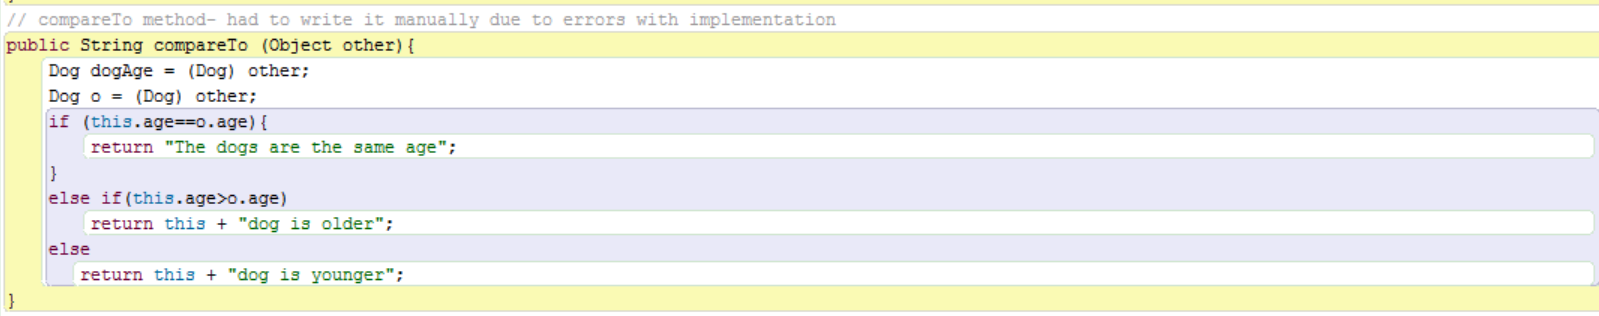 // compareTo method- had to write it manually due to errors with implementation
public String compareTo (Object other){
Dog dogAge = (Dog) other;
Dog o = (Dog) other;
if (this.age==o.age){
return "The dogs are the same age";
}
else if(this.age>o.age)
return this + "dog is older";
else
return this + "dog is younger";
}